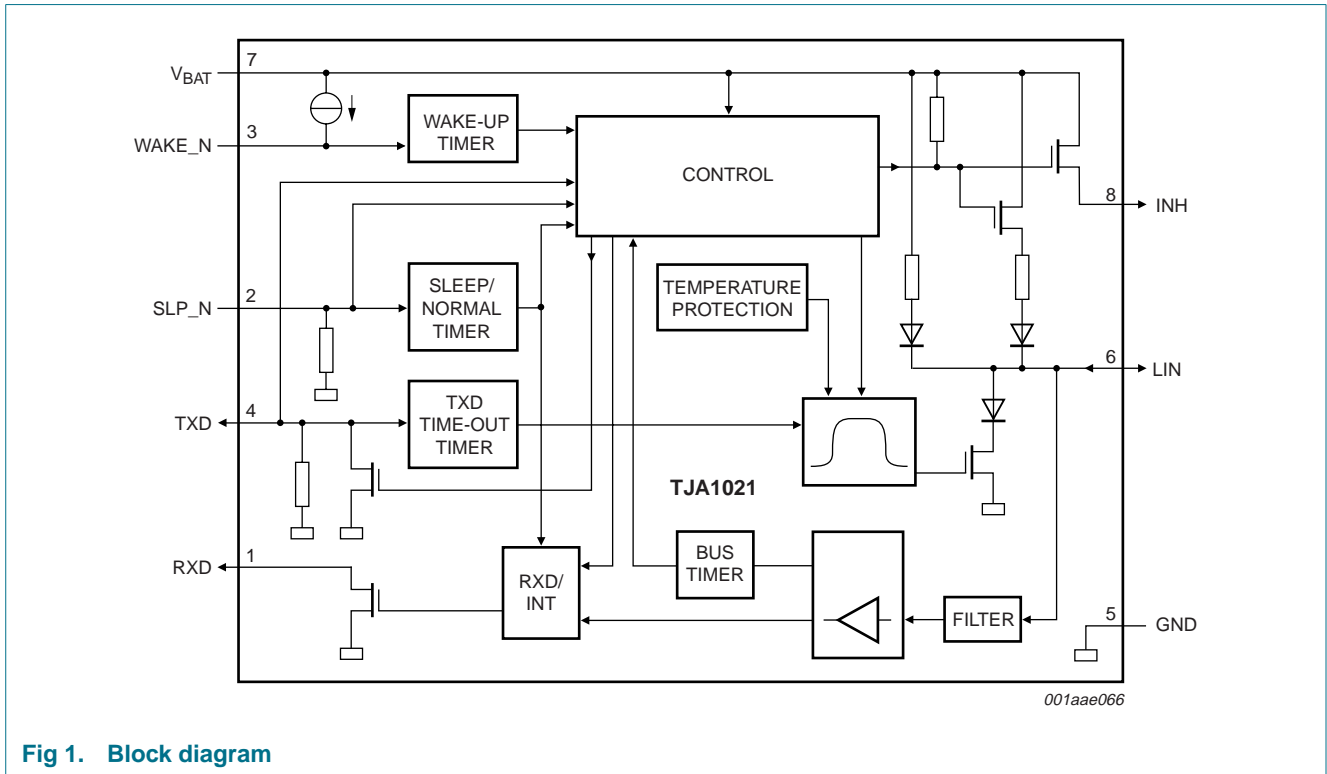 7
VBAT
3
WAKE_N
WAKE-UP
TIMER
CONTROL
8
INH
2
SLP_N
SLEEP/
NORMAL
TIMER
TEMPERATURE
PROTECTION
6
LIN
4
TXD
TXD
TIME-OUT
TIMER
TJA1021
1
RXD
RXD/
INT
BUS
TIMER
FILTER
5
GND
001aae066
Fig 1. Block diagram